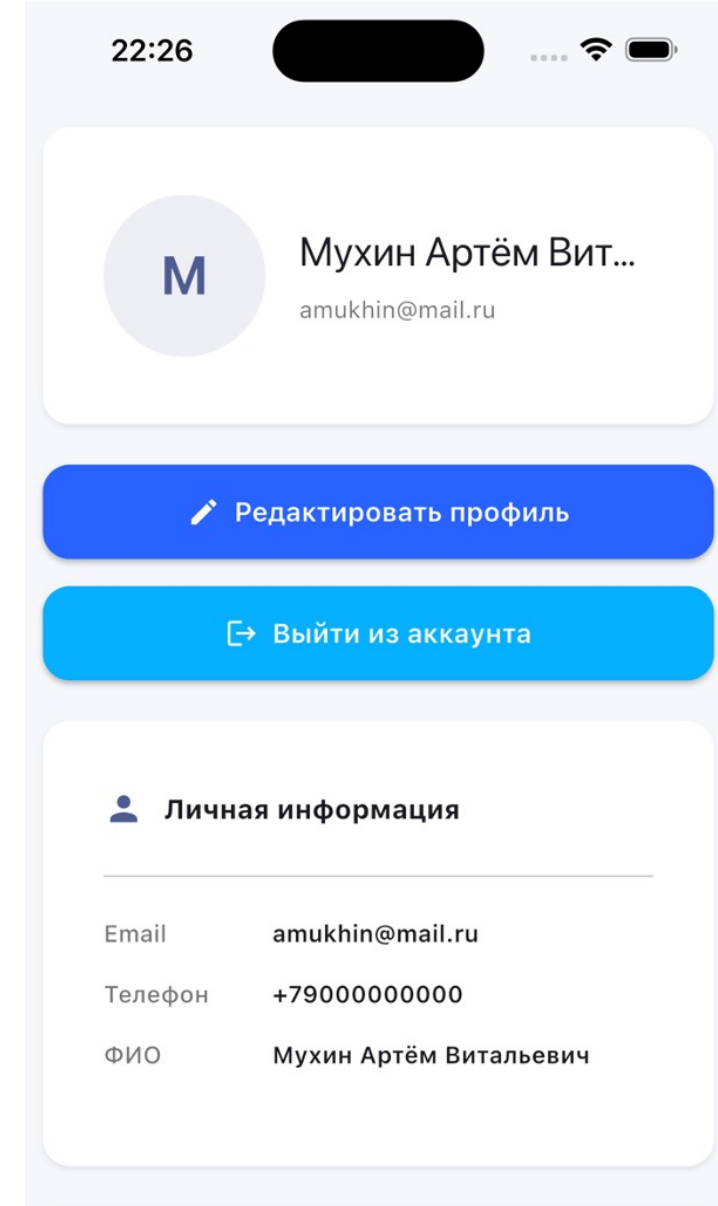 22:26
М
Мухин Артём Вит...
amukhin@mail.ru
Редактировать профиль
Выйти из аккаунта
Личная информация
Email amukhin@mail.ru
Телефон +79000000000
ФИО Мухин Артём Витальевич